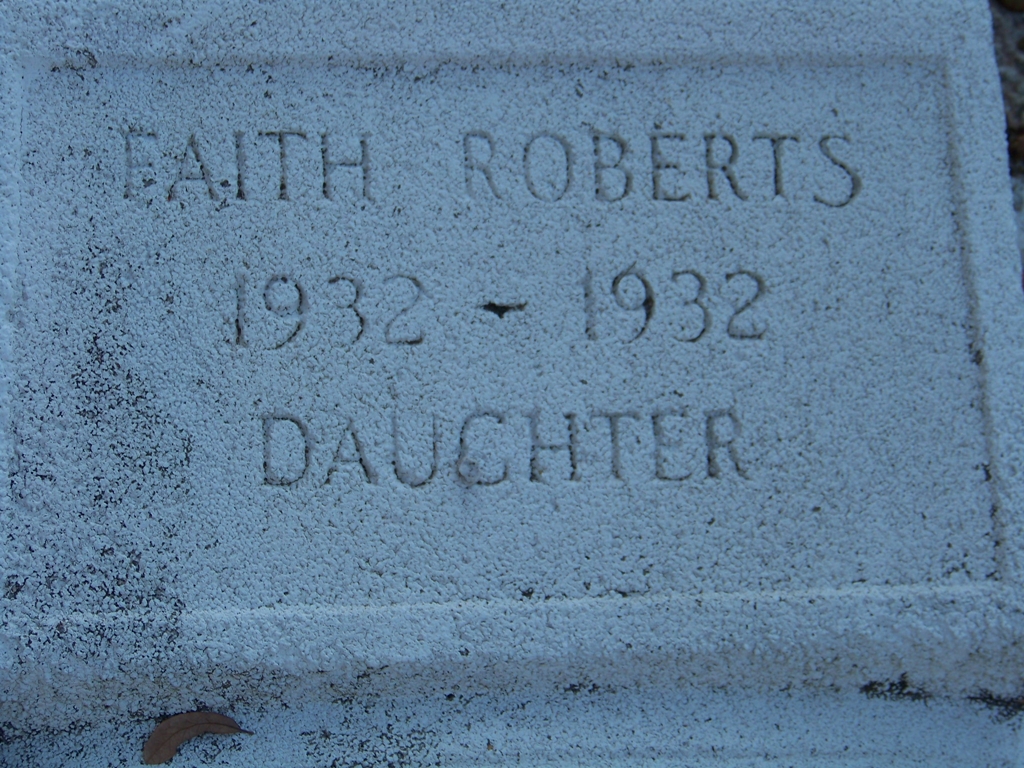 FAITH ROBERTS
1932 - 1932
DAUGHTER